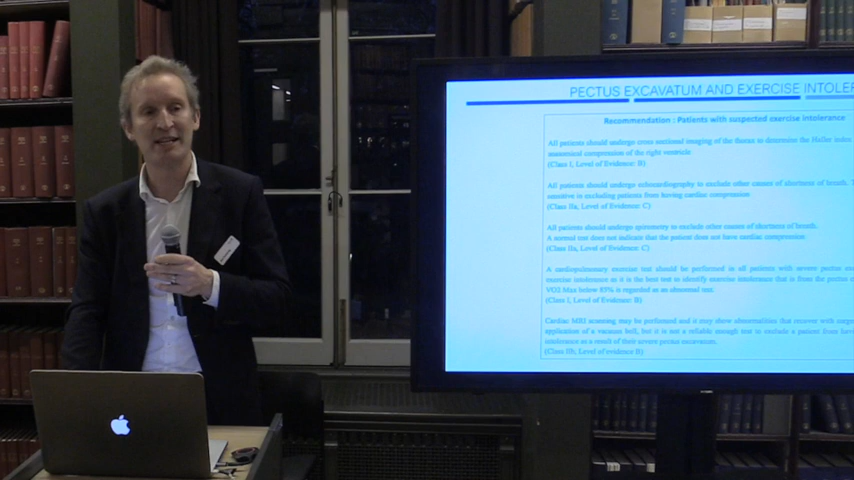 PECTUS EXCAVATUM AND EXERCISE INTOLER
Recommendation : Patients with suspected exercise intolerance
All patients should undergo cross sectional imaging of the thorax to determine the Haller index
anatomical compression of the right ventricle.
(Class I, Level of Evidence: B)
All patients should undergo echocardiography to exclude other causes of shortness of breath. T
sensitive in excluding patients from having cardiac compression.
(Class IIa, Level of Evidence: C)
All patients should undergo spirometry to exclude other causes of shortness of breath.
A normal test does not indicate that the patient does not have cardiac compression.
(Class IIa, Level of Evidence: C)
A cardiopulmonary exercise test should be performed in all patients with severe pectus ex
exercise intolerance as it is the best test to identify exercise intolerance that is from the pectus
VO2 Max below 85% is regarded as an abnormal test.
(Class I, Level of Evidence: B)
Cardiac MRI scanning may be performed and it may show abnormalities that recover with surge
application of a vacuum bell, but it is not a reliable enough test to exclude a patient from hav
intolerance as a result of their severe pectus excavatum.
(Class IIb, Level of evidence B)